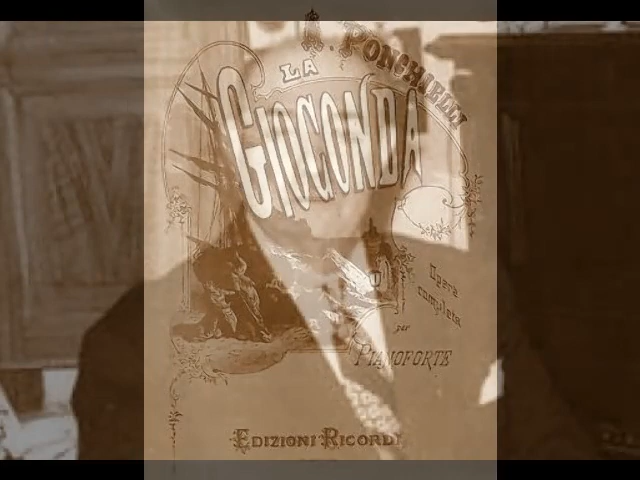 A. PONCHIELLI
LA
GIOCONDA
Opera
completa
per
PIANOFORTE
EDIZIONI RICORDI